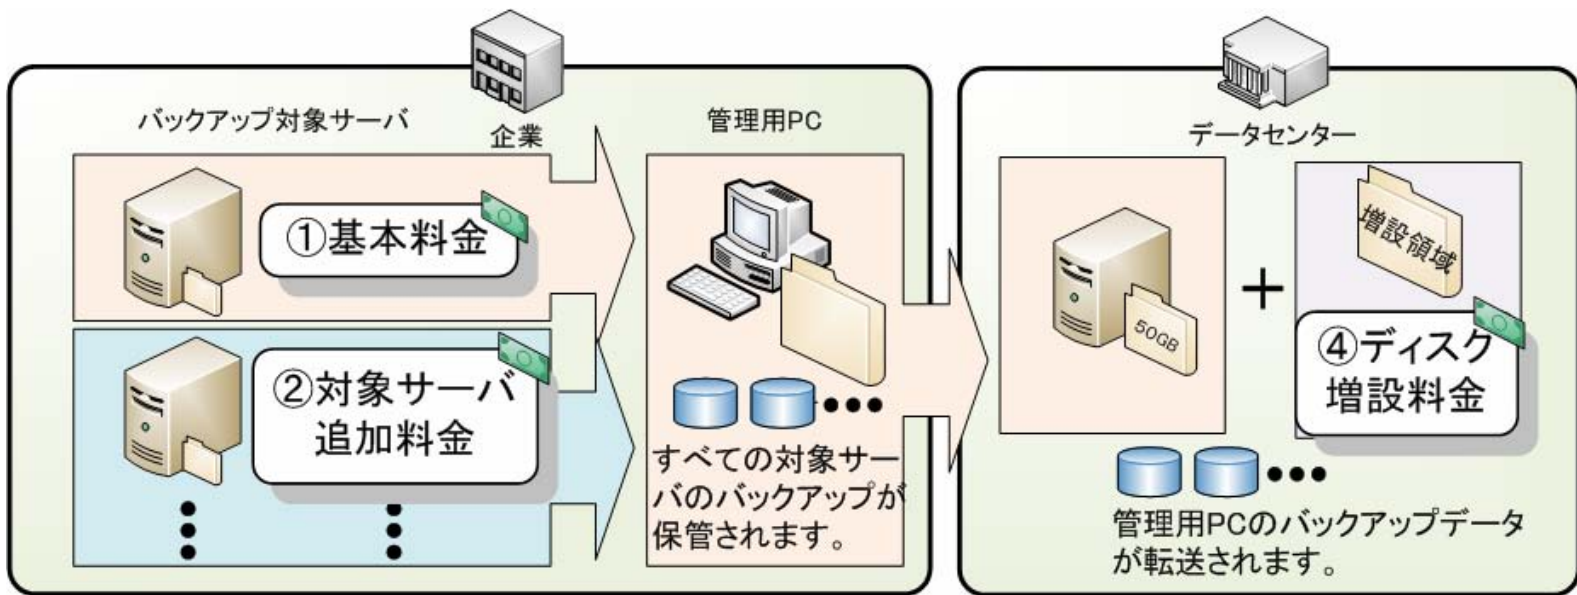 企業
バックアップ対象サーバ
①基本料金
②対象サーバ
追加料金
管理用PC
すべての対象サー
バのバックアップが
保管されます。
データセンター
50GB
+
増設領域
④ディスク
増設料金
管理用PCのバックアップデータ
が転送されます。